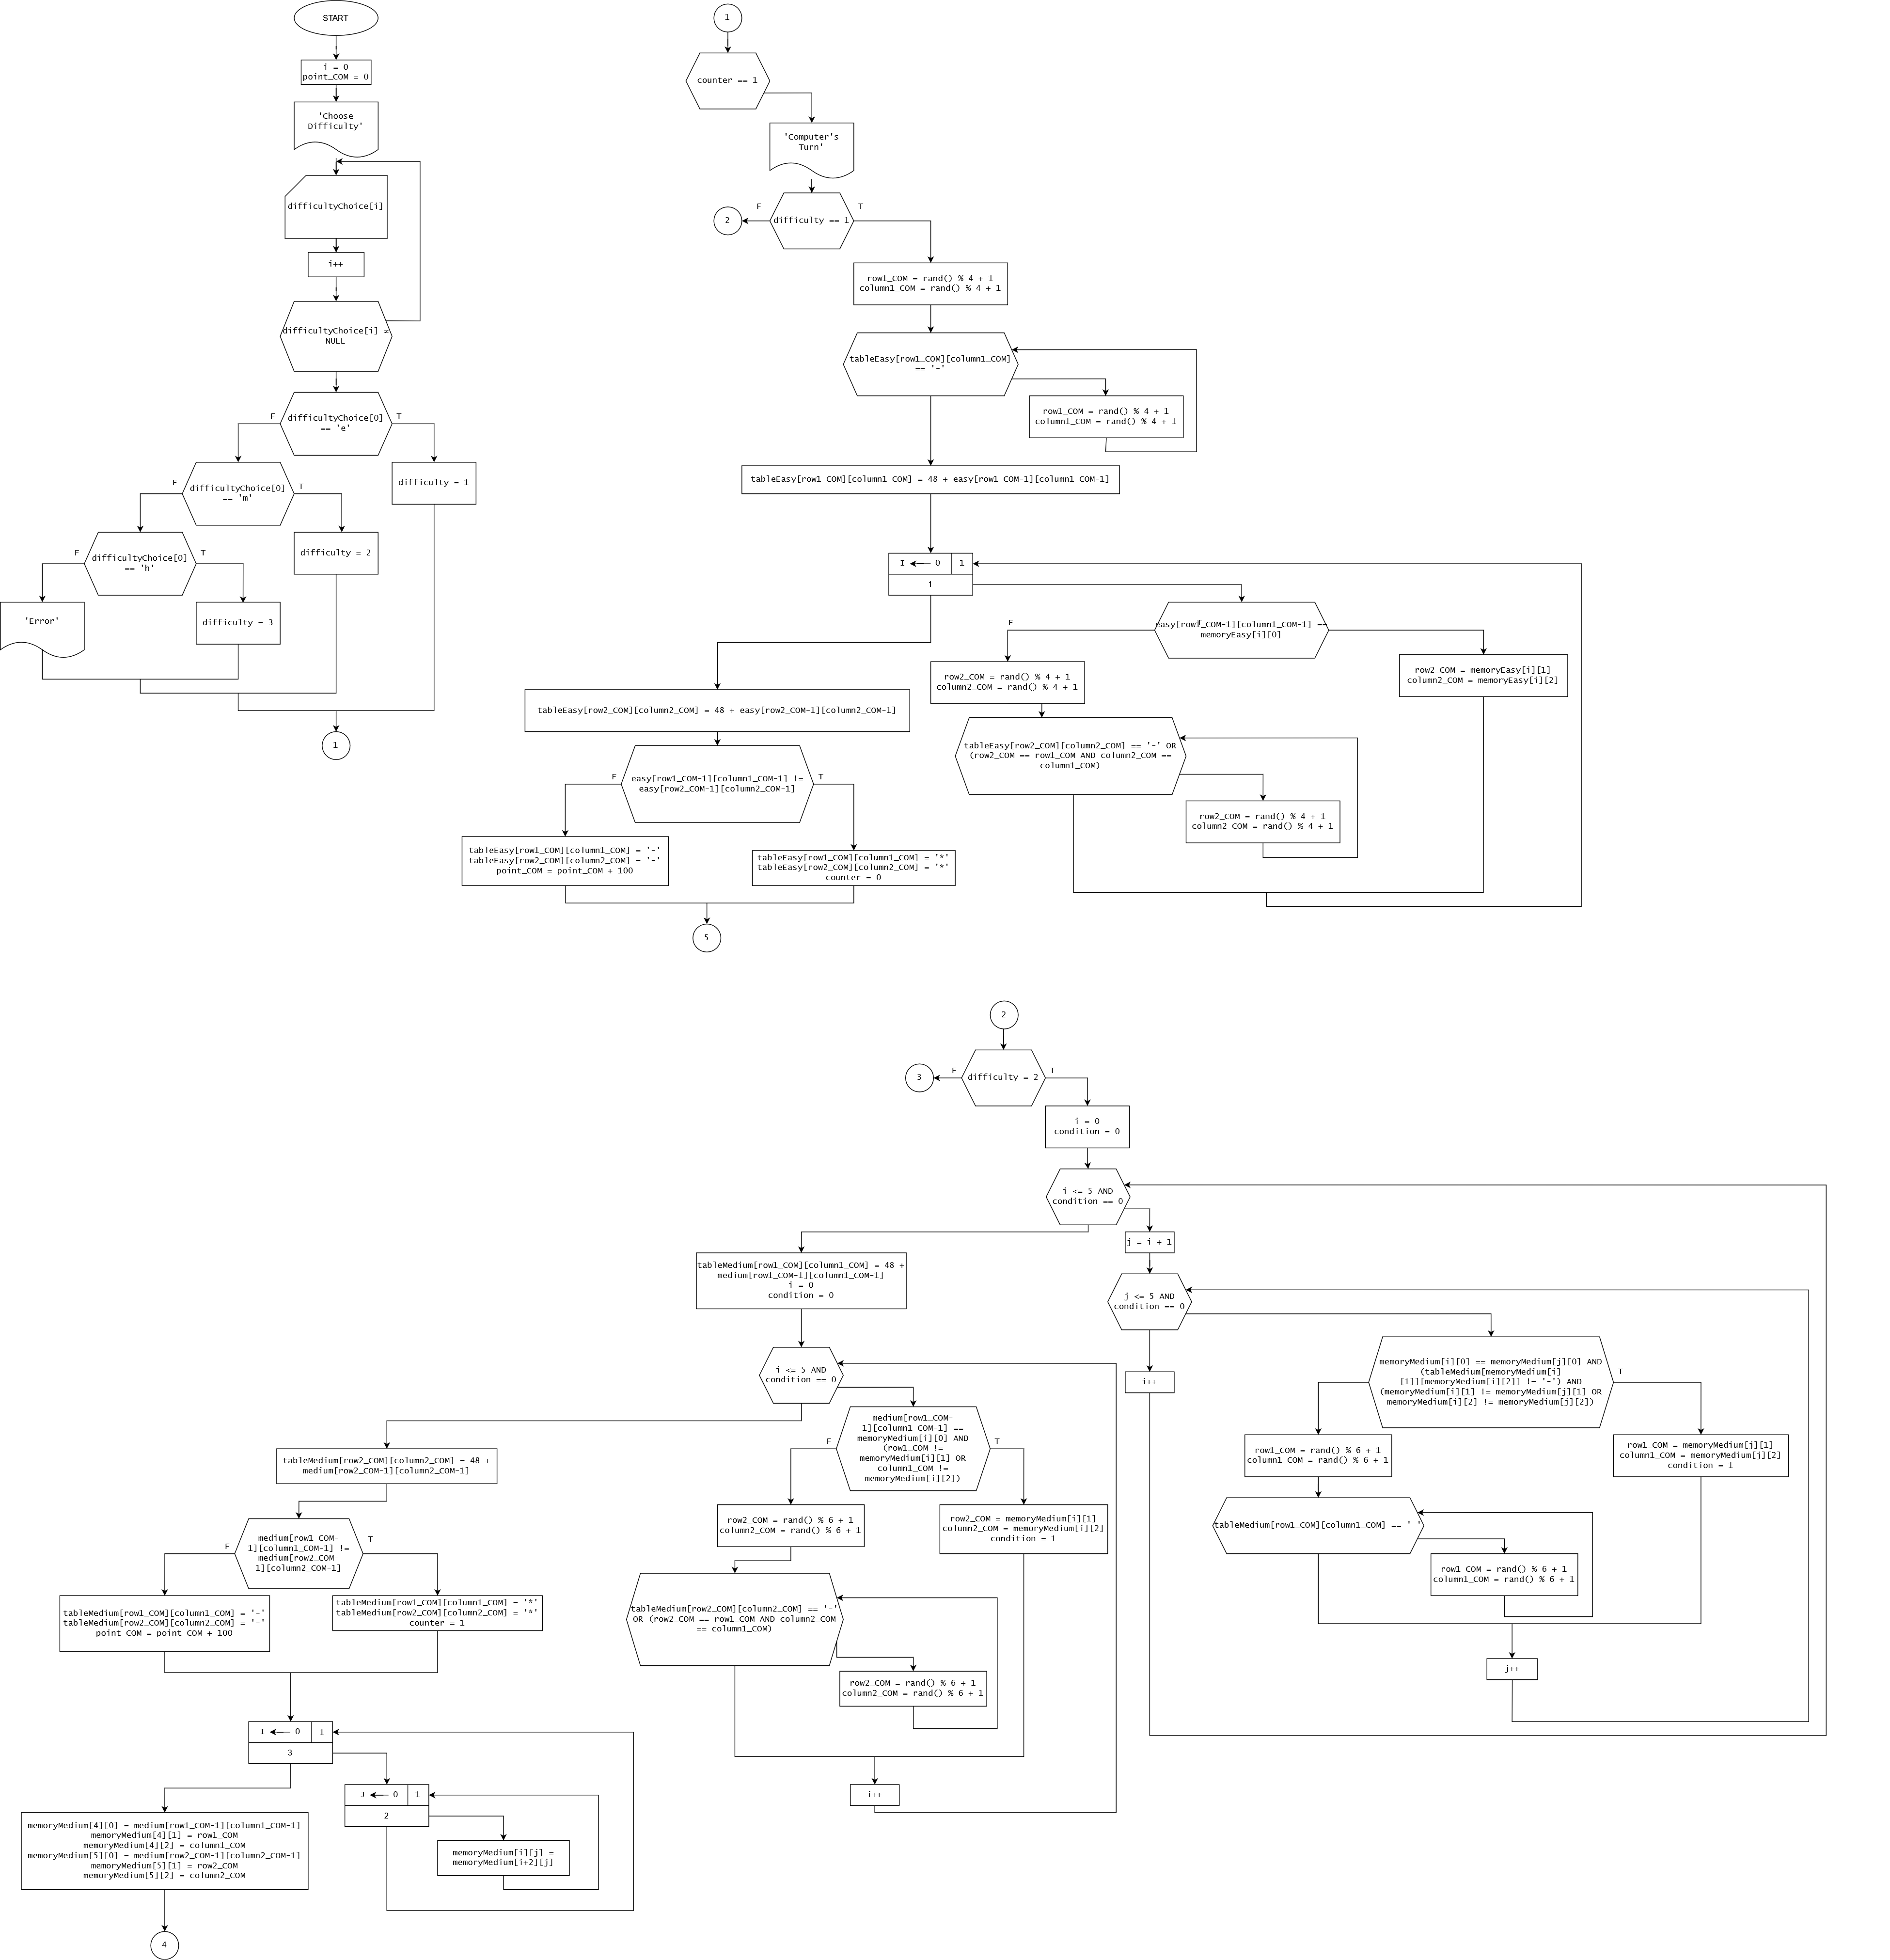 START
i = 0
point_COM = 0
'Choose
Difficulty'
difficultyChoice[i]
i++
difficultyChoice[i] ≠
NULL
difficultyChoice[0]
== 'e'
F
T
difficulty = 1
difficultyChoice[0]
== 'm'
F
T
difficulty = 2
difficultyChoice[0]
== 'h'
F
T
'Error'
difficulty = 3
1
1
counter == 1
'Computer's
Turn'
difficulty == 1
F
T
2
row1_COM = rand() % 4 + 1
column1_COM = rand() % 4 + 1
tableEasy[row1_COM][column1_COM]
== '-'
row1_COM = rand() % 4 + 1
column1_COM = rand() % 4 + 1
tableEasy[row1_COM][column1_COM] = 48 + easy[row1_COM-1][column1_COM-1]
I 0 1
1
easy[row1_COM-1][column1_COM-1] ==
memoryEasy[i][0]
F
T
row2_COM = rand() % 4 + 1
column2_COM = rand() % 4 + 1
row2_COM = memoryEasy[i][1]
column2_COM = memoryEasy[i][2]
tableEasy[row2_COM][column2_COM] == '-' OR
(row2_COM == row1_COM AND column2_COM ==
column1_COM)
row2_COM = rand() % 4 + 1
column2_COM = rand() % 4 + 1
tableEasy[row2_COM][column2_COM] = 48 + easy[row2_COM-1][column2_COM-1]
easy[row1_COM-1][column1_COM-1] !=
easy[row2_COM-1][column2_COM-1]
F
T
tableEasy[row1_COM][column1_COM] = '-'
tableEasy[row2_COM][column2_COM] = '-'
point_COM = point_COM + 100
tableEasy[row1_COM][column1_COM] = '*'
tableEasy[row2_COM][column2_COM] = '*'
counter = 0
5
2
difficulty = 2
F
T
3
i = 0
condition = 0
i <= 5 AND
condition == 0
j = i + 1
j <= 5 AND
condition == 0
i++
memoryMedium[i][0] == memoryMedium[j][0] AND
(tableMedium[memoryMedium[i]
[1]][memoryMedium[i][2]] != '-') AND
(memoryMedium[i][1] != memoryMedium[j][1] OR
memoryMedium[i][2] != memoryMedium[j][2])
T
row1_COM = rand() % 6 + 1
column1_COM = rand() % 6 + 1
row1_COM = memoryMedium[j][1]
column1_COM = memoryMedium[j][2]
condition = 1
tableMedium[row1_COM][column1_COM] == '-'
row1_COM = rand() % 6 + 1
column1_COM = rand() % 6 + 1
j++
tableMedium[row1_COM][column1_COM] = 48 +
medium[row1_COM-1][column1_COM-1]
i = 0
condition = 0
i <= 5 AND
condition == 0
medium[row1_COM-
1][column1_COM-1] ==
memoryMedium[i][0] AND
(row1_COM !=
memoryMedium[i][1] OR
column1_COM !=
memoryMedium[i][2])
F
T
row2_COM = rand() % 6 + 1
column2_COM = rand() % 6 + 1
row2_COM = memoryMedium[i][1]
column2_COM = memoryMedium[i][2]
condition = 1
tableMedium[row2_COM][column2_COM] == '-'
OR (row2_COM == row1_COM AND column2_COM
== column1_COM)
row2_COM = rand() % 6 + 1
column2_COM = rand() % 6 + 1
i++
tableMedium[row2_COM][column2_COM] = 48 +
medium[row2_COM-1][column2_COM-1]
medium[row1_COM-
1][column1_COM-1] !=
medium[row2_COM-
1][column2_COM-1]
F
T
tableMedium[row1_COM][column1_COM] = '-'
tableMedium[row2_COM][column2_COM] = '-'
point_COM = point_COM + 100
tableMedium[row1_COM][column1_COM] = '*'
tableMedium[row2_COM][column2_COM] = '*'
counter = 1
I 0 1
3
J 0 1
2
memoryMedium[i][j] =
memoryMedium[i+2][j]
memoryMedium[4][0] = medium[row1_COM-1][column1_COM-1]
memoryMedium[4][1] = row1_COM
memoryMedium[4][2] = column1_COM
memoryMedium[5][0] = medium[row2_COM-1][column2_COM-1]
memoryMedium[5][1] = row2_COM
memoryMedium[5][2] = column2_COM
4